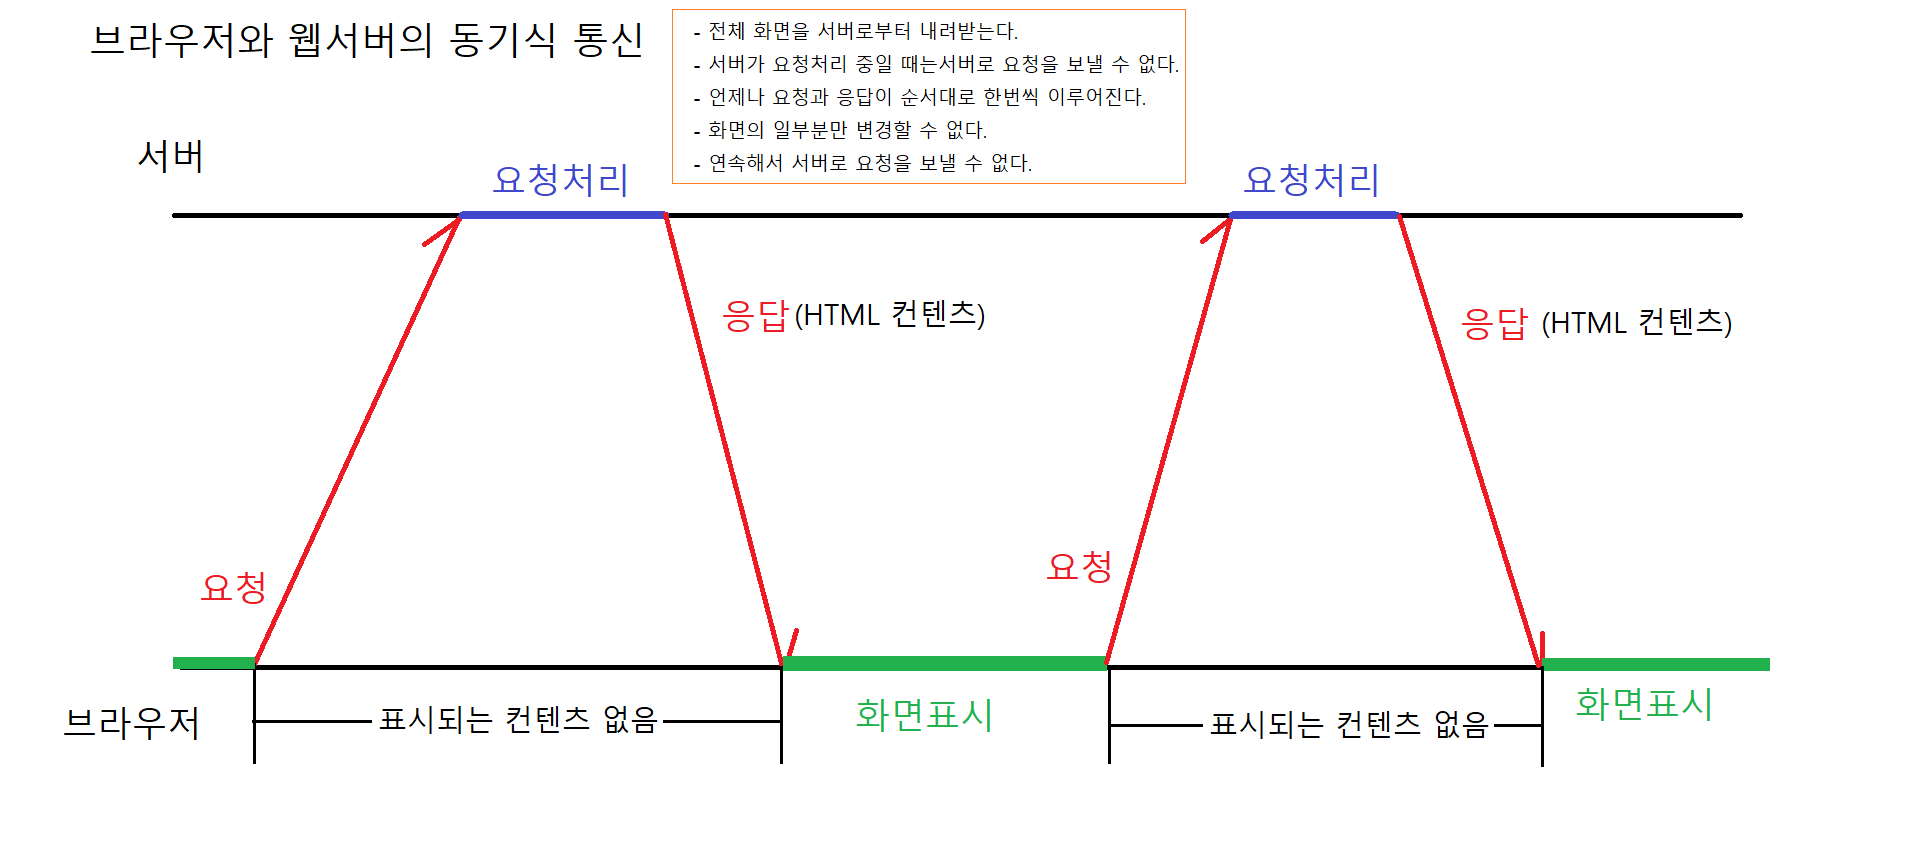 브라우저와 웹서버의 동기식 통신
- 전체 화면을 서버로부터 내려받는다.
- 서버가 요청처리 중일 때는서버로 요청을 보낼 수 없다.
- 언제나 요청과 응답이 순서대로 한번씩 이루어진다.
- 화면의 일부분만 변경할 수 없다.
- 연속해서 서버로 요청을 보낼 수 없다.
서버
요청처리
요청처리
응답 (HTML 컨텐츠)
응답 (HTML 컨텐츠)
요청
요청
브라우저
표시되는 컨텐츠 없음
화면표시
표시되는 컨텐츠 없음
화면표시